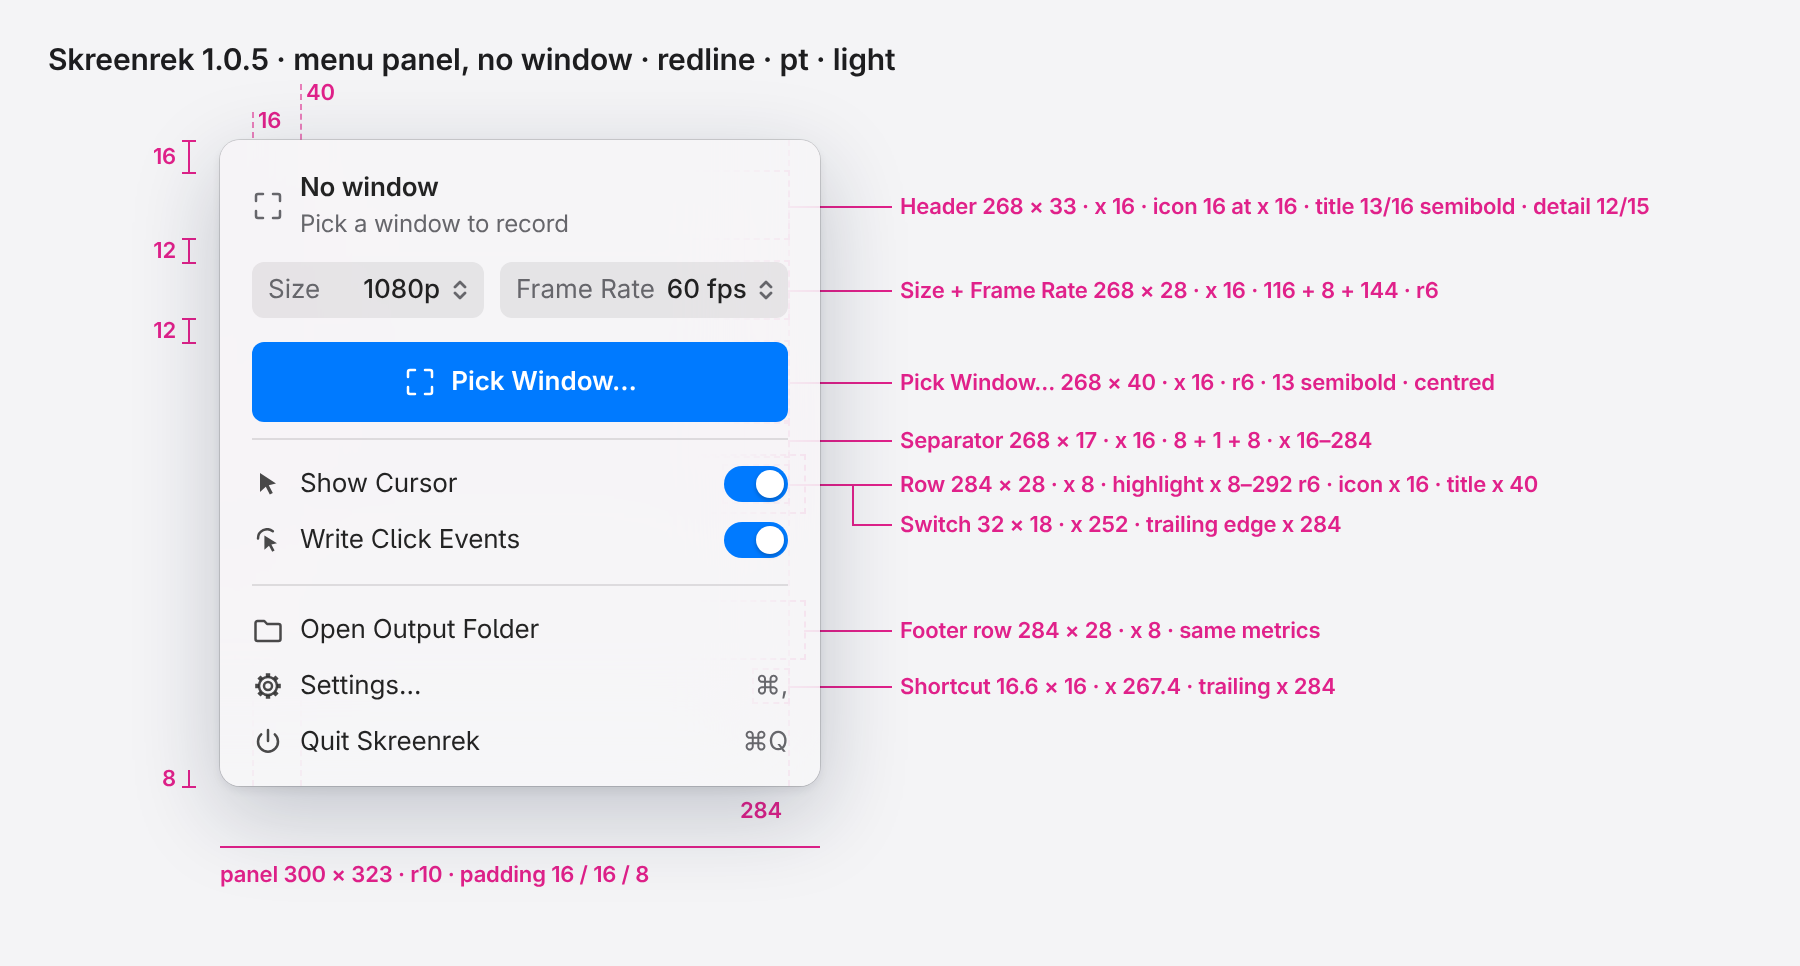 Skreenrek 1.0.5 · menu panel, no window · redline · pt · light
40
16
16
No window
Pick a window to record
Header 268 × 33 · x 16 · icon 16 at x 16 · title 13/16 semibold · detail 12/15
12
Size 1080p Frame Rate 60 fps
Size + Frame Rate 268 × 28 · x 16 · 116 + 8 + 144 · r6
12
Pick Window...
Pick Window... 268 × 40 · x 16 · r6 · 13 semibold · centred
Separator 268 × 17 · x 16 · 8 + 1 + 8 · x 16–284
Show Cursor
Row 284 × 28 · x 8 · highlight x 8–292 r6 · icon x 16 · title x 40
Switch 32 × 18 · x 252 · trailing edge x 284
Write Click Events
Open Output Folder
Footer row 284 × 28 · x 8 · same metrics
Settings... ⌘,
Shortcut 16.6 × 16 · x 267.4 · trailing x 284
Quit Skreenrek ⌘Q
8
284
panel 300 × 323 · r10 · padding 16 / 16 / 8